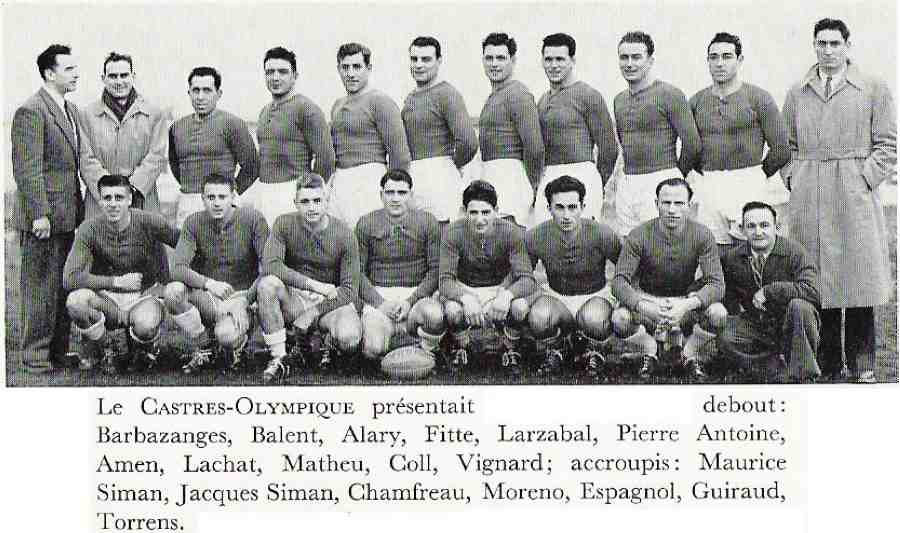 Le CASTRES-OLYMPIQUE présentait debout:
Barbazanges, Balent, Alary, Fitte, Larzabal, Pierre Antoine,
Amen, Lachat, Matheu, Coll, Vignard; accroupis: Maurice
Siman, Jacques Siman, Chamfreau, Moreno, Espagnol, Guiraud,
Torrens.